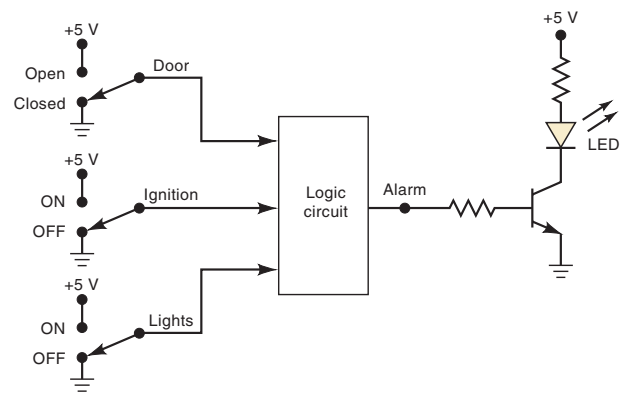 +5 V
Open
Closed
Door
+5 V
ON
OFF
Ignition
+5 V
ON
OFF
Lights
Logic
circuit
Alarm
+5 V
LED